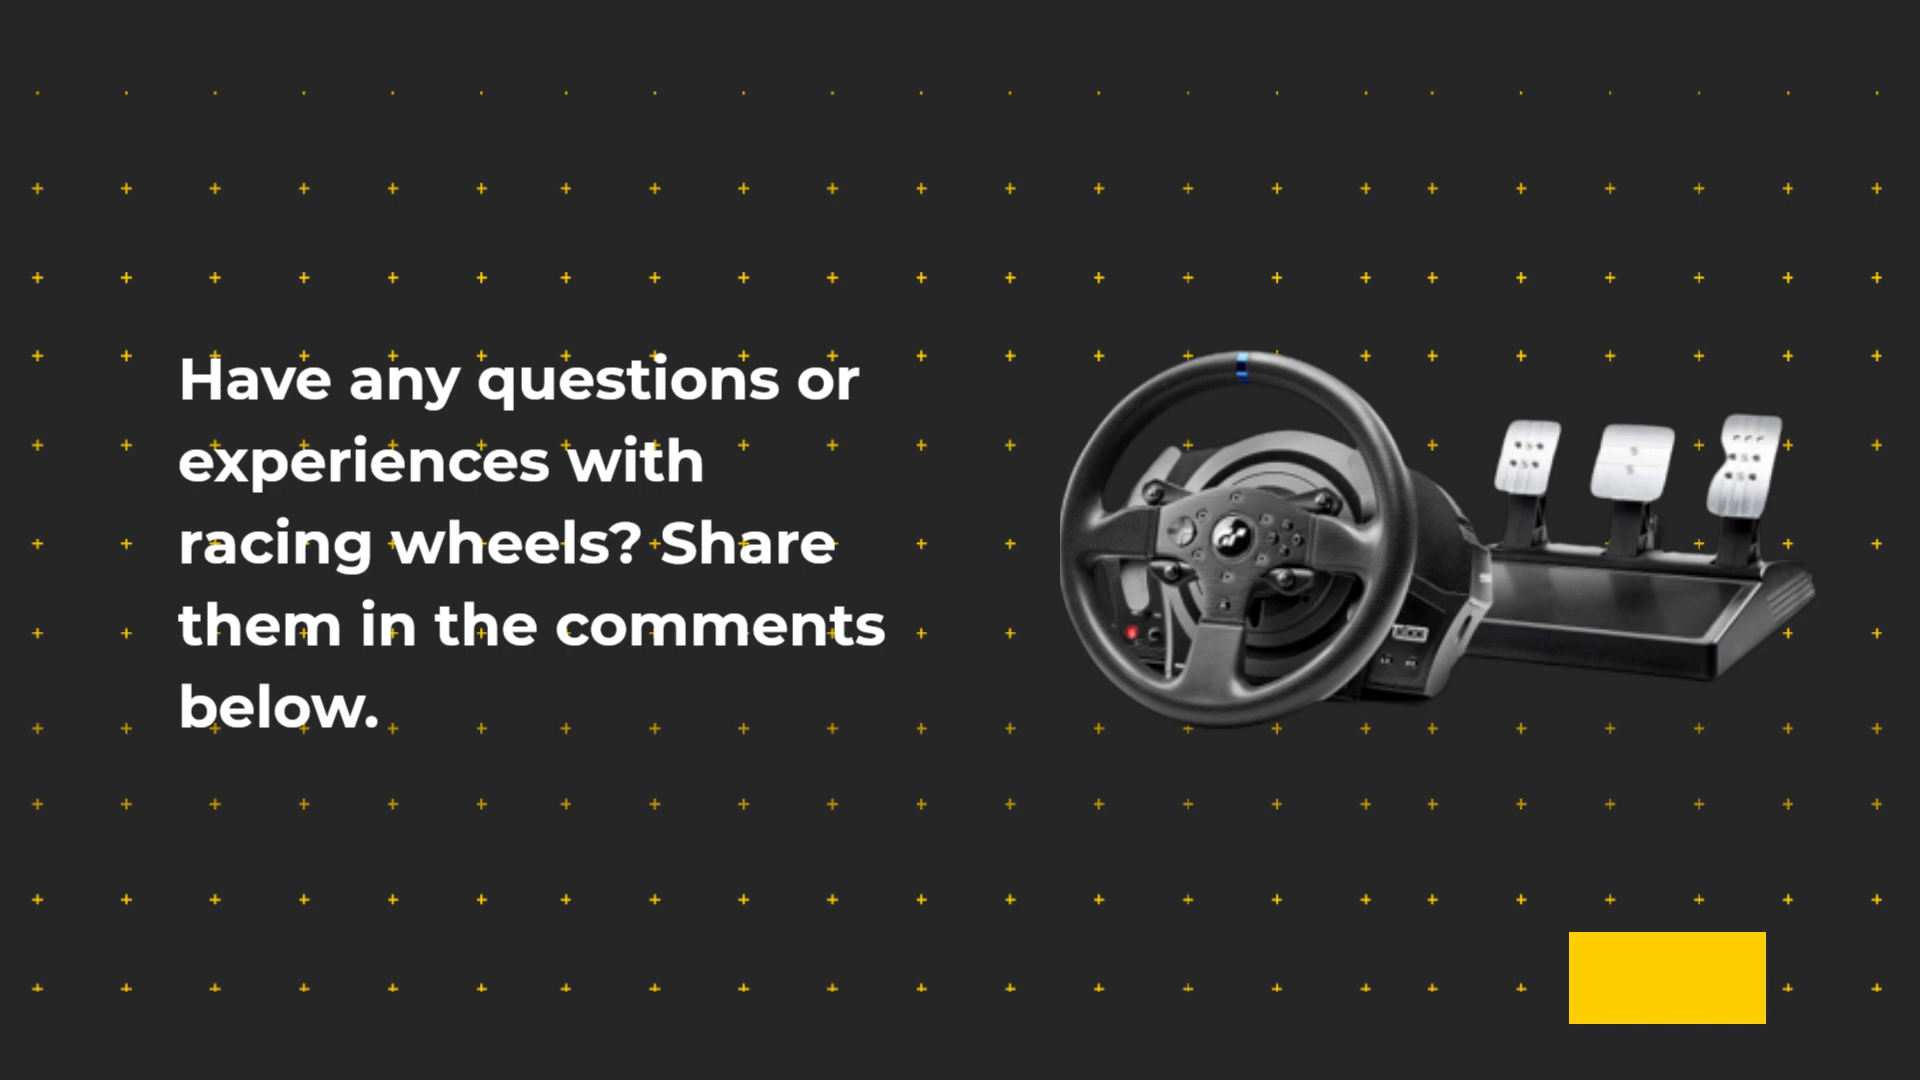 Have any questions or
experiences with
racing wheels? Share
them in the comments
below.